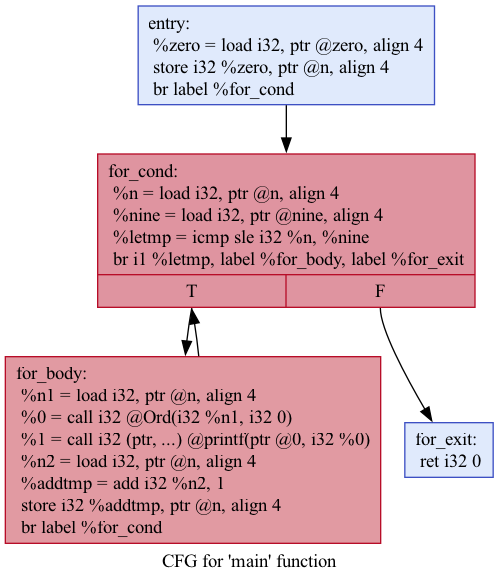 entry:
%zero = load i32, ptr @zero, align 4
store i32 %zero, ptr @n, align 4
br label %for_cond
for_cond:
%n = load i32, ptr @n, align 4
%nine = load i32, ptr @nine, align 4
%letmp = icmp sle i32 %n, %nine
br i1 %letmp, label %for_body, label %for_exit
T
F
for_body:
%n1 = load i32, ptr @n, align 4
%0 = call i32 @Ord(i32 %n1, i32 0)
%1 = call i32 (ptr, ...) @printf(ptr @0, i32 %0)
%n2 = load i32, ptr @n, align 4
%addtmp = add i32 %n2, 1
store i32 %addtmp, ptr @n, align 4
br label %for_cond
for_exit:
ret i32 0
CFG for 'main' function